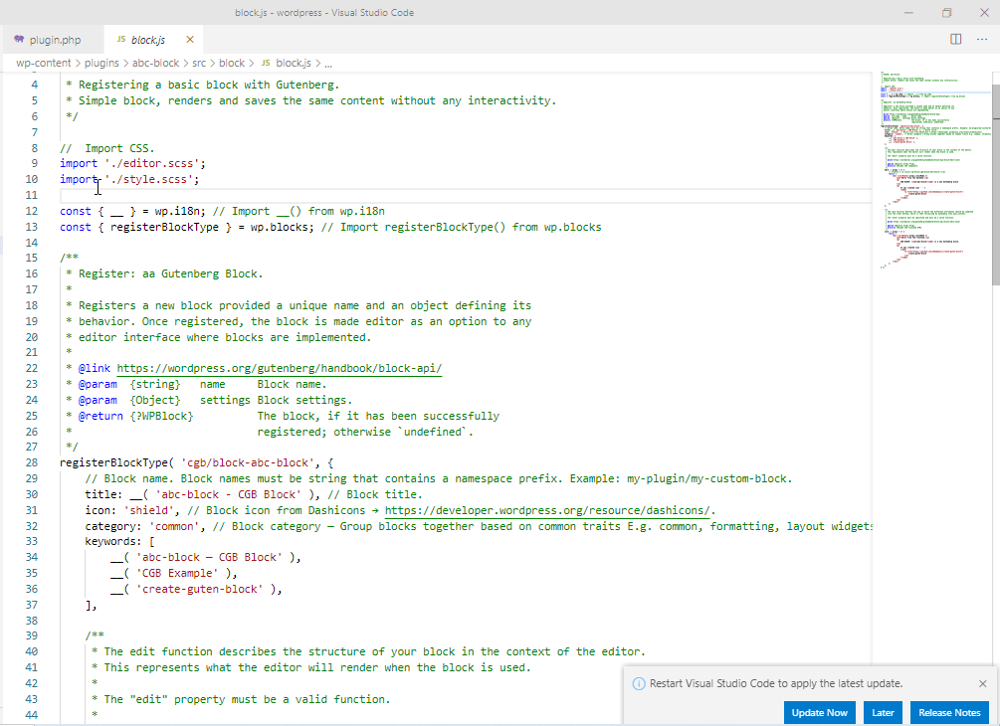 block.js - wordpress - Visual Studio Code
plugin.php
JS block.js
wp-content > plugins > abc-block > src > block > JS block.js > ...
4 * Registering a basic block with Gutenberg.
5 * Simple block, renders and saves the same content without any interactivity.
6 */
7
8 //  Import CSS.
9 import './editor.scss';
10 import './style.scss';
11
12 const { __ } = wp.i18n; // Import __() from wp.i18n
13 const { registerBlockType } = wp.blocks; // Import registerBlockType() from wp.blocks
14
15 /**
16 * Register: aa Gutenberg Block.
17 *
18 * Registers a new block provided a unique name and an object defining its
19 * behavior. Once registered, the block is made editor as an option to any
20 * editor interface where blocks are implemented.
21 *
22 * @link https://wordpress.org/gutenberg/handbook/block-api/
23 * @param  {string}   name     Block name.
24 * @param  {Object}   settings Block settings.
25 * @return {?WPBlock}          The block, if it has been successfully
26 *                             registered; otherwise `undefined`.
27 */
28 registerBlockType( 'cgb/block-abc-block', {
29 // Block name. Block names must be string that contains a namespace prefix. Example: my-plugin/my-custom-block.
30 title: __( 'abc-block - CGB Block' ), // Block title.
31 icon: 'shield', // Block icon from Dashicons → https://developer.wordpress.org/resource/dashicons/.
32 category: 'common', // Block category — Group blocks together based on common traits E.g. common, formatting, layout widgets
33 keywords: [
34 __( 'abc-block — CGB Block' ),
35 __( 'CGB Example' ),
36 __( 'create-guten-block' ),
37 ],
38
39 /**
40 * The edit function describes the structure of your block in the context of the editor.
41 * This represents what the editor will render when the block is used.
42 *
43 * The "edit" property must be a valid function.
44 *
Restart Visual Studio Code to apply the latest update.
Update Now Later Release Notes